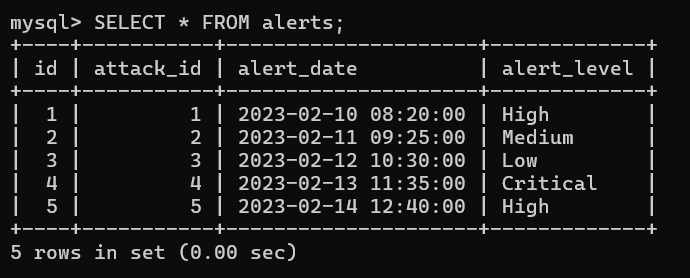 mysql> SELECT * FROM alerts;
+----+-----------+---------------------+-------------+
| id | attack_id | alert_date          | alert_level |
+----+-----------+---------------------+-------------+
|  1 |         1 | 2023-02-10 08:20:00 | High        |
|  2 |         2 | 2023-02-11 09:25:00 | Medium      |
|  3 |         3 | 2023-02-12 10:30:00 | Low         |
|  4 |         4 | 2023-02-13 11:35:00 | Critical    |
|  5 |         5 | 2023-02-14 12:40:00 | High        |
+----+-----------+---------------------+-------------+
5 rows in set (0.00 sec)